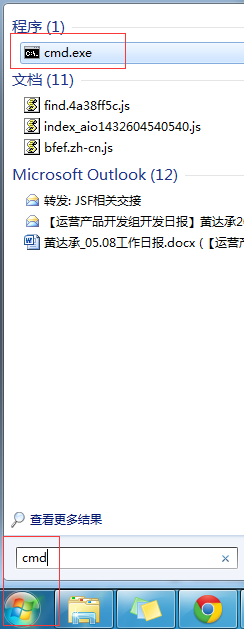 程序 (1)
cmd.exe
文档 (11)
find.4a38ff5c.js
index_aio1432604540540.js
bfef.zh-cn.js
Microsoft Outlook (12)
转发: JSF相关交接
【运营产品开发组开发日报】黄达承20
黄达承_05.08工作日报.docx (【运营产
查看更多结果
cmd